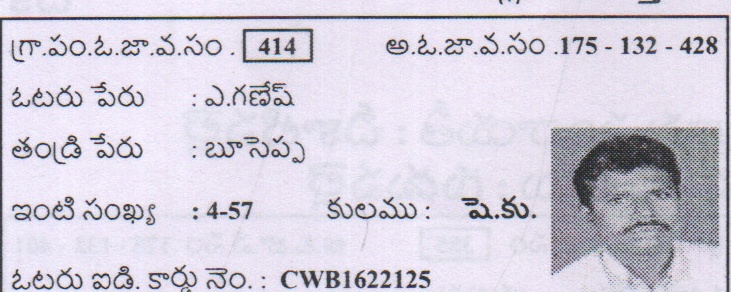 గ్రా.పం.ఓ.జా.వ.సం . 414 అ.ఓ.జా.వ.సం .175 - 132 - 428
ఓటరు పేరు : ఎ.గణేష్
తండ్రి పేరు : బూసెప్ప
ఇంటి సంఖ్య : 4-57 కులము : షె.కు.
ఓటరు ఐడి. కార్డు నెం. : CWB1622125